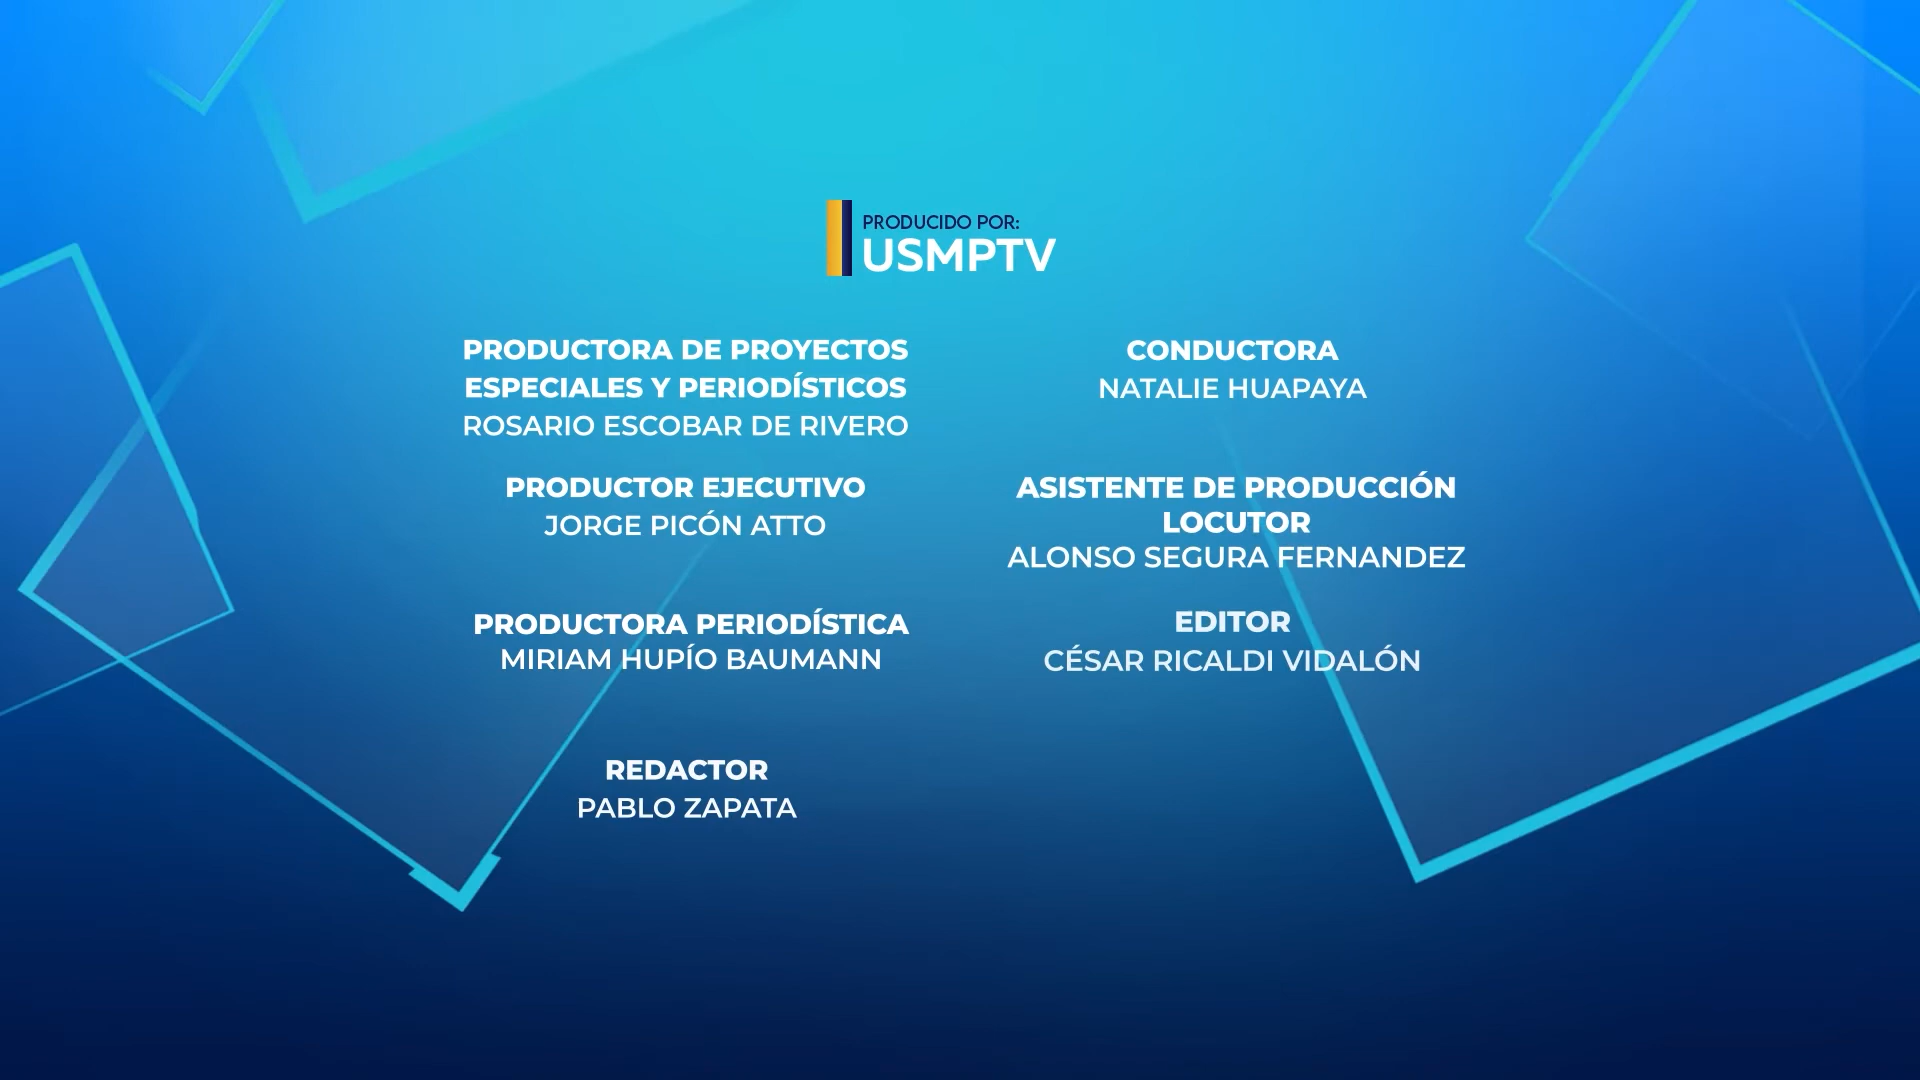 PRODUCIDO POR:
USMPTV
PRODUCTORA DE PROYECTOS
ESPECIALES Y PERIODÍSTICOS
ROSARIO ESCOBAR DE RIVERO
PRODUCTOR EJECUTIVO
JORGE PICÓN ATTO
PRODUCTORA PERIODÍSTICA
MIRIAM HUPÍO BAUMANN
REDACTOR
PABLO ZAPATA
CONDUCTORA
NATALIE HUAPAYA
ASISTENTE DE PRODUCCIÓN
LOCUTOR
ALONSO SEGURA FERNANDEZ
EDITOR
CÉSAR RICALDI VIDALÓN